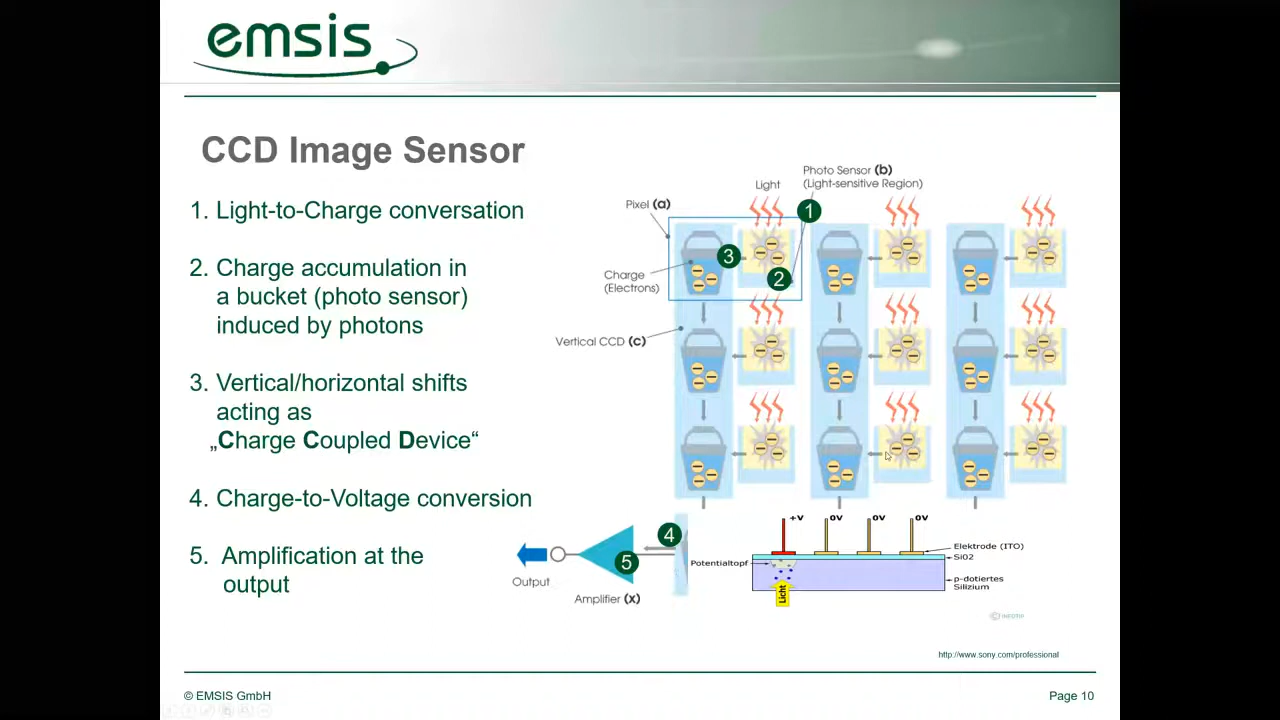 emsis
CCD Image Sensor
1. Light-to-Charge conversation
2. Charge accumulation in
a bucket (photo sensor)
induced by photons
3. Vertical/horizontal shifts
acting as
„Charge Coupled Device“
4. Charge-to-Voltage conversion
5. Amplification at the
output
Photo Sensor (b)
(Light-sensitive Region)
Light
Pixel (a)
1
3
2
Charge
(Electrons)
Vertical CCD (c)
4
5
Output
Amplifier (x)
+V
0V
0V
0V
Elektrode (ITO)
SiO2
Potentialtopf
p-dotiertes
Silizium
Licht
© INFOTIP
http://www.sony.com/professional
© EMSIS GmbH
Page 10